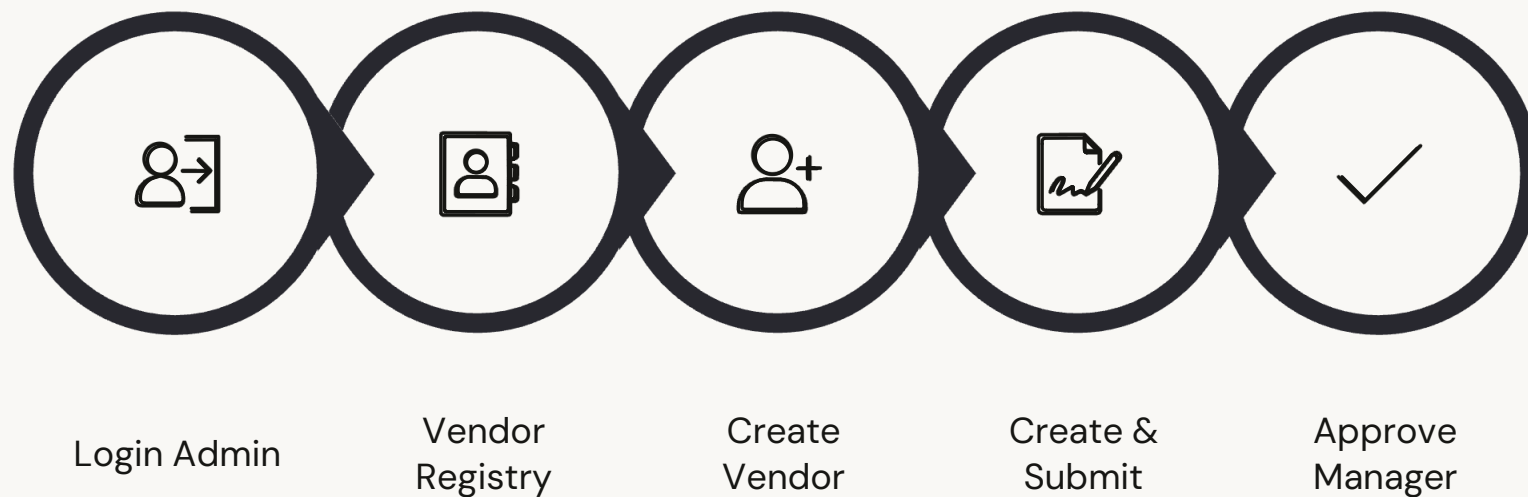 Login Admin
Vendor
Registry
Create
Vendor
Create &
Submit
Approve
Manager